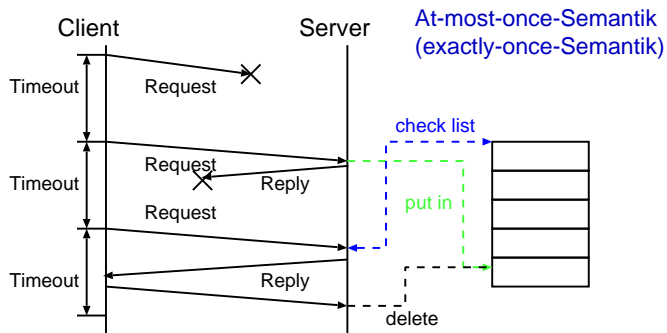 At-most-once-Semantik
(exactly-once-Semantik)
Client
Server
Timeout
Request
check list
Timeout
Request
Reply
put in
Request
Timeout
Reply
delete